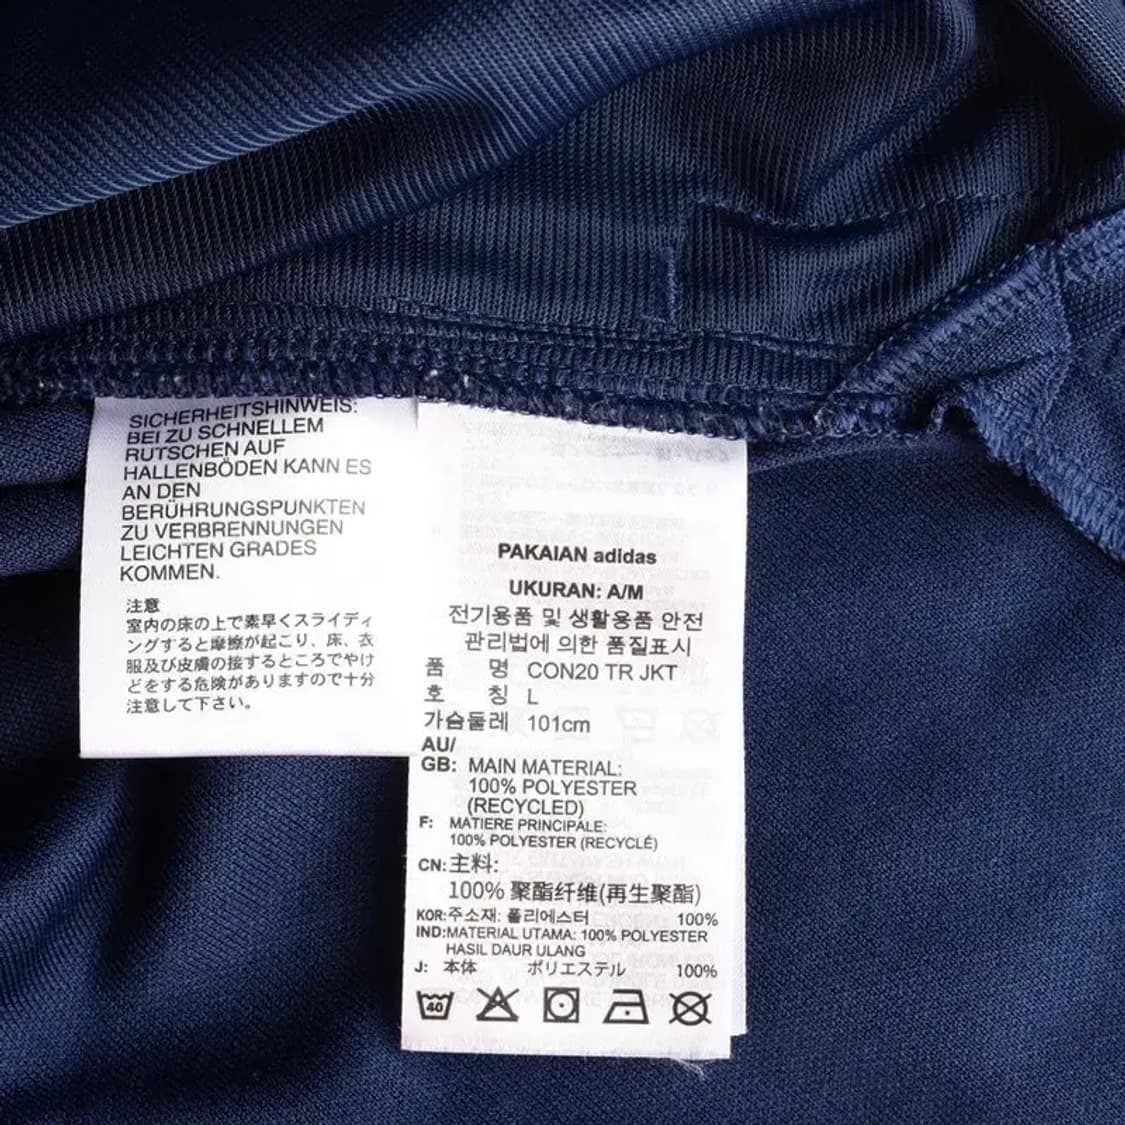 SICHERHEITSHINWEIS:
BEI ZU SCHNELLEM
RUTSCHEN AUF
HALLENBÖDEN KANN ES
AN DEN
BERÜHRUNGSPUNKTEN
ZU VERBRENNUNGEN
LEICHTEN GRADES
KOMMEN.
注意
室内の床の上で素早くスライディ
ングすると摩擦が起こり、床、衣
服及び皮膚の接するところでやけ
どをする危険がありますので十分
注意して下さい。
PAKAIAN adidas
UKURAN: A/M
전기용품 및 생활용품 안전
관리법에 의한 품질표시
품 명 CON20 TR JKT
호 칭 L
가슴둘레 101cm
AU/
GB: MAIN MATERIAL:
100% POLYESTER
(RECYCLED)
F: MATIERE PRINCIPALE:
100% POLYESTER (RECYCLÉ)
CN: 主料:
100% 聚酯纤维(再生聚酯)
KOR: 주소재: 폴리에스터 100%
IND: MATERIAL UTAMA: 100% POLYESTER
HASIL DAUR ULANG
J: 本体 ポリエステル 100%
40